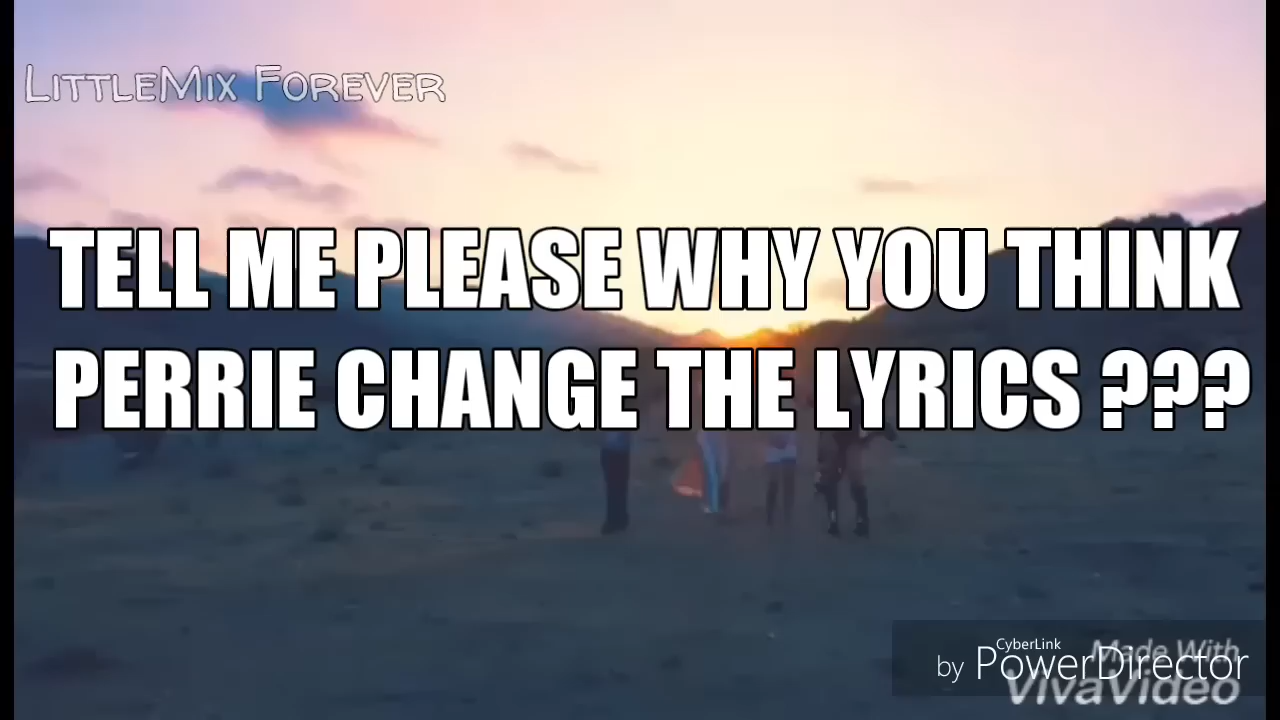 LITTLEMIX FOREVER
TELL ME PLEASE WHY YOU THINK
PERRIE CHANGE THE LYRICS ???
CyberLink
by PowerDirector
Made With
VivaVideo